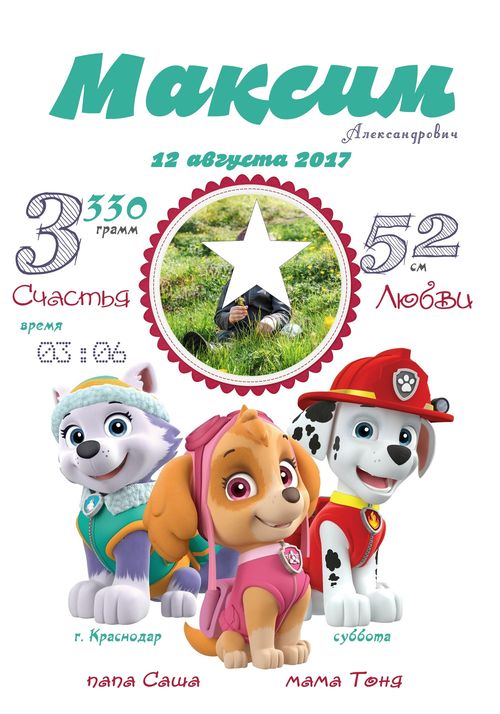 Максим
Александрович
12 августа 2017
3 330
грамм
Счастья
52
см
Любви
время
03:06
г. Краснодар
суббота
папа Саша
мама Тоня